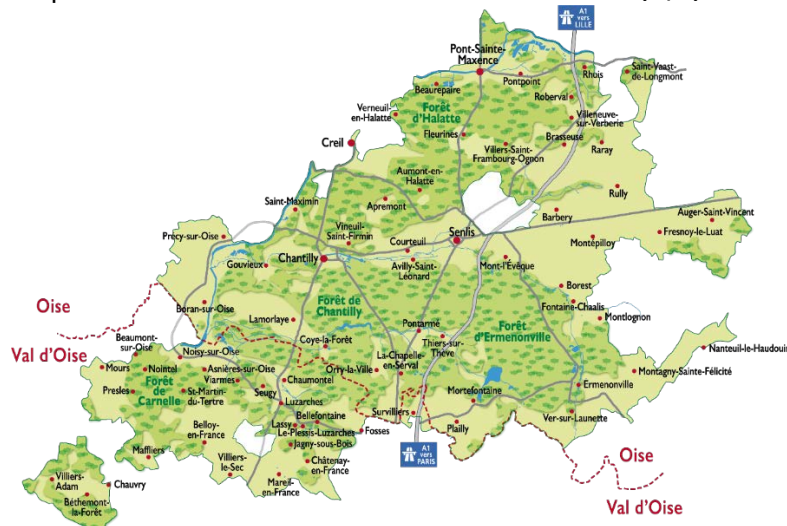 A1
vers
LILLE
Pont-Sainte-
Maxence
Pontpoint
Rhuis
Saint-Vaast-
de-Longmont
Beaurepaire
Roberval
Verneuil-
en-Halatte
Forêt
d'Halatte
Villeneuve-
sur-Verberie
Fleurines
Brasseuse
Creil
Villers-Saint-
Frambourg-Ognon
Raray
Aumont-en-
Halatte
Rully
Saint-Maximin
Apremont
Barbery
Auger-Saint-Vincent
Précy-sur-Oise
Vineuil-
Saint-Firmin
Courteuil
Senlis
Montépilloy
Fresnoy-le-Luat
Gouvieux
Chantilly
Avilly-Saint-
Léonard
Mont-l'Évêque
Borest
Boran-sur-Oise
Forêt de
Chantilly
Fontaine-Chaalis
Montlognon
Oise
Lamorlaye
Pontarmé
Forêt
d'Ermenonville
Val d'Oise
Beaumont-
sur-Oise
Noisy-sur-Oise
Coye-la-Forêt
Thiers-sur-
Thève
Nanteuil-le-Haudouin
Mours
Nointel
Asnières-sur-Oise
Viarmes
Orry-la-Ville
La-Chapelle-
en-Serval
Montagny-Sainte-Félicité
Forêt
de
Carnelle
Chaumontel
Ermenonville
Presles
St-Martin-
du-Tertre
Seugy
Luzarches
Mortefontaine
Belloy-
en-France
Bellefontaine
Lassy
Le-Plessis-Luzarches
Survilliers
Ver-sur-Launette
Fosses
Plailly
Jagny-sous-Bois
Maffliers
Villiers-
le-Sec
Châtenay-
en-France
A1
vers
PARIS
Oise
Villiers-
Adam
Chauvry
Mareil-
en-France
Béthemont-
la-Forêt
Val d'Oise